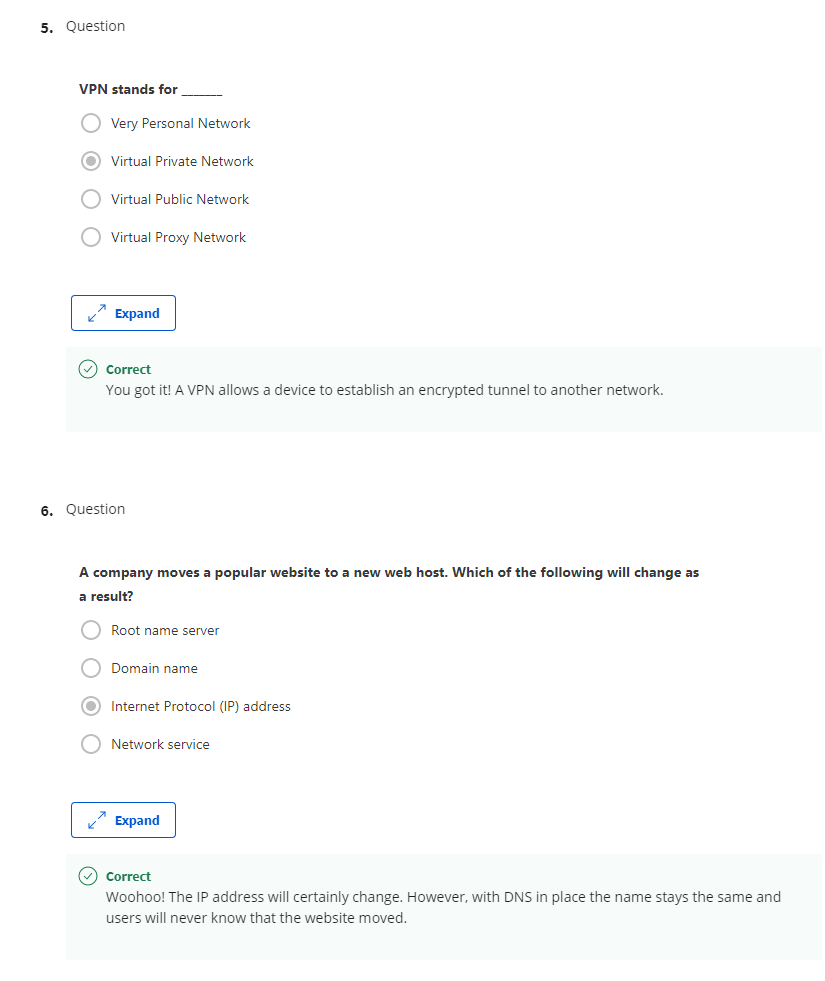 5. Question
VPN stands for _______
Very Personal Network
Virtual Private Network
Virtual Public Network
Virtual Proxy Network
Expand
Correct
You got it! A VPN allows a device to establish an encrypted tunnel to another network.
6. Question
A company moves a popular website to a new web host. Which of the following will change as
a result?
Root name server
Domain name
Internet Protocol (IP) address
Network service
Expand
Correct
Woohoo! The IP address will certainly change. However, with DNS in place the name stays the same and
users will never know that the website moved.